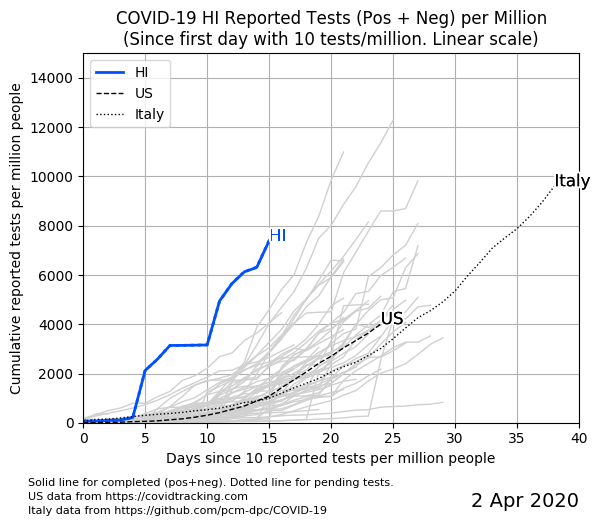 COVID-19 HI Reported Tests (Pos + Neg) per Million
(Since first day with 10 tests/million. Linear scale)
HI
US
Italy
14000
12000
10000
8000
6000
4000
2000
0
Cumulative reported tests per million people
Italy
HI
US
0 5 10 15 20 25 30 35 40
Days since 10 reported tests per million people
Solid line for completed (pos+neg). Dotted line for pending tests.
US data from https://covidtracking.com
Italy data from https://github.com/pcm-dpc/COVID-19
2 Apr 2020